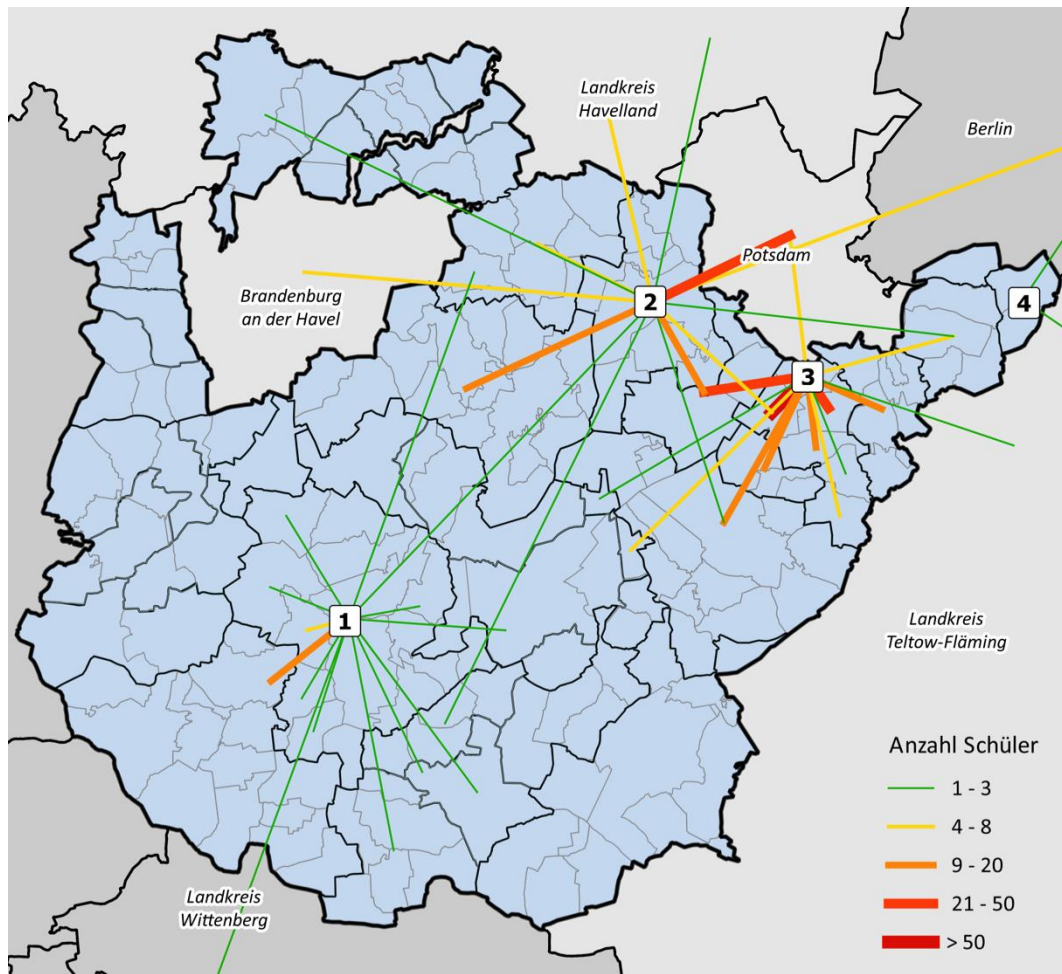 Landkreis
Havelland
Berlin
Potsdam
Brandenburg
an der Havel
2
4
3
1
Landkreis
Teltow-Fläming
Landkreis
Wittenberg
Anzahl Schüler
1 - 3
4 - 8
9 - 20
21 - 50
> 50